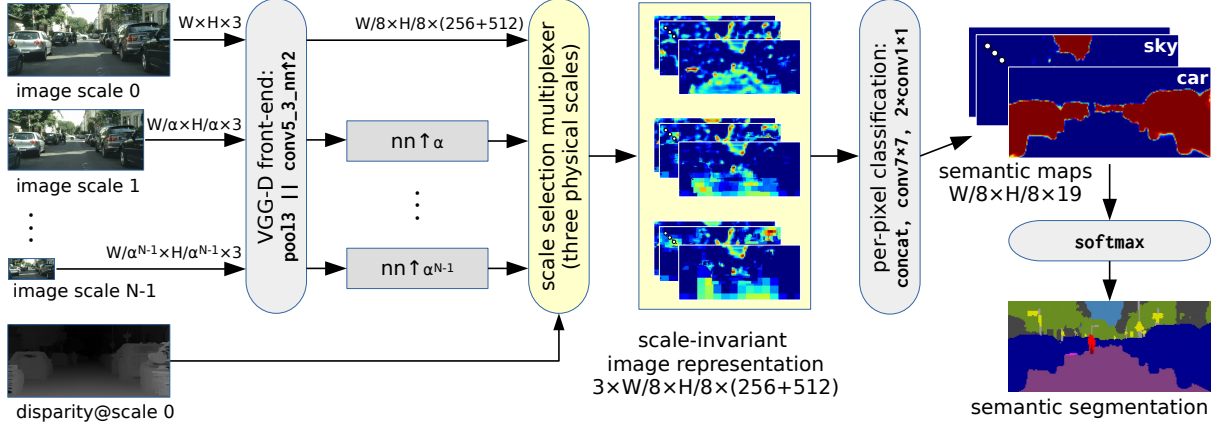 W×H×3
image scale 0
W/α×H/α×3
image scale 1
W/αᴺ⁻¹×H/αᴺ⁻¹×3
image scale N-1
disparity@scale 0
VGG-D front-end:
pool3 || conv5_3_nn↑2
W/8×H/8×(256+512)
nn↑α
nn↑αᴺ⁻¹
scale selection multiplexer
(three physical scales)
scale-invariant
image representation
3×W/8×H/8×(256+512)
per-pixel classification:
concat, conv7×7, 2×conv1×1
sky
car
semantic maps
W/8×H/8×19
softmax
semantic segmentation